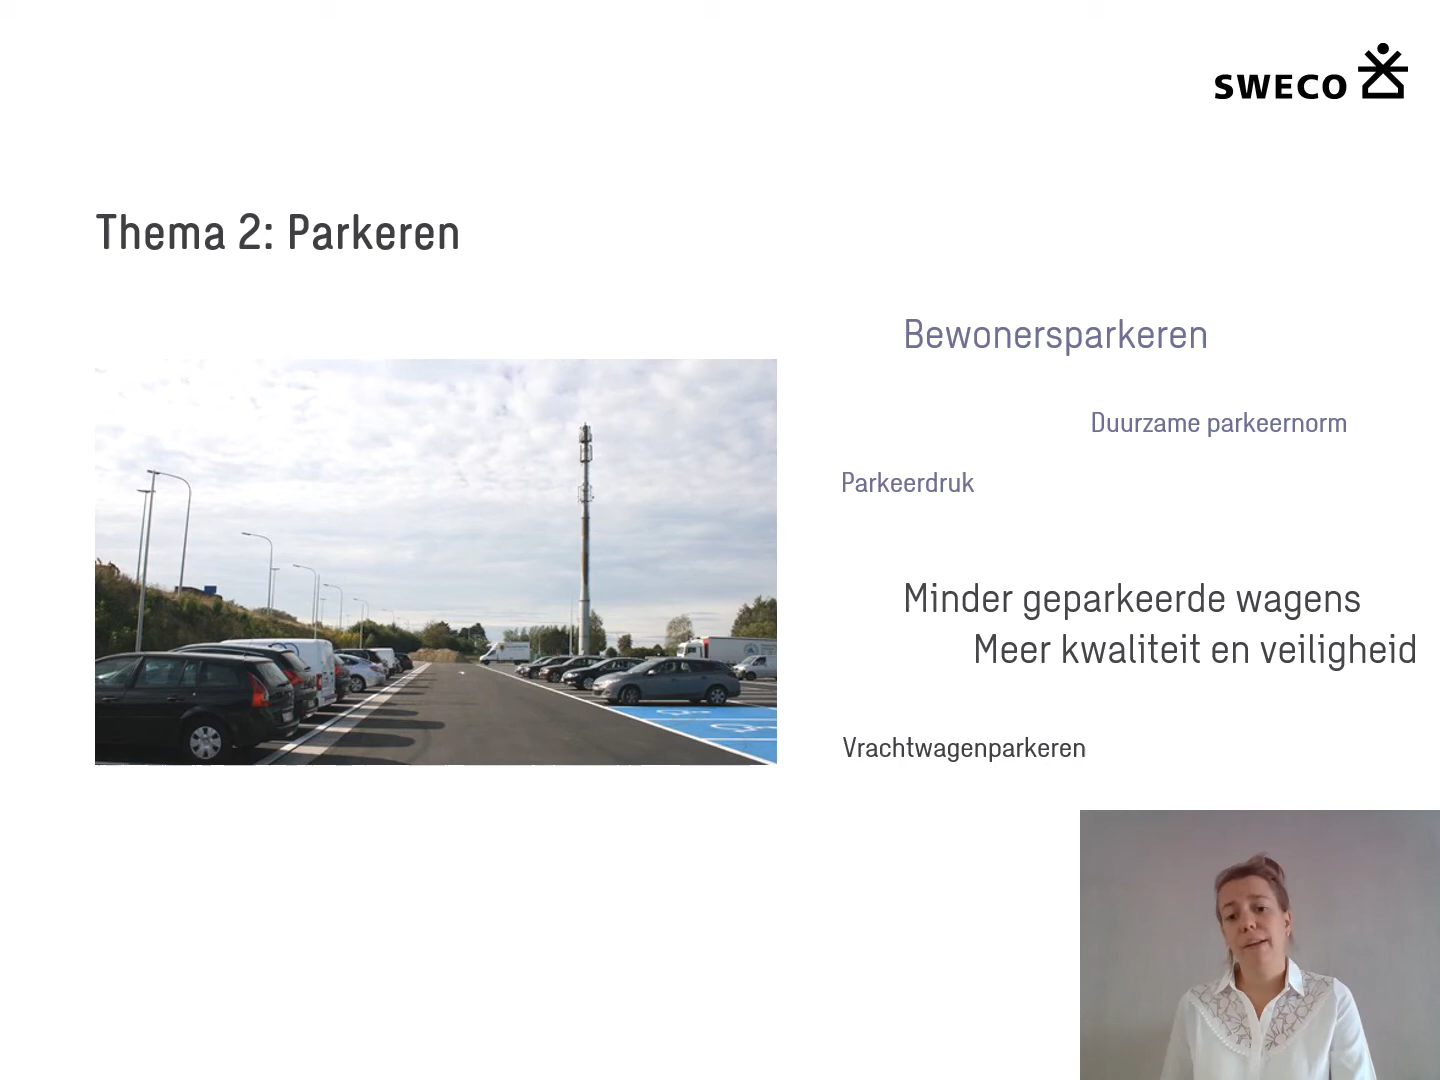 SWECO
Thema 2: Parkeren
Bewonersparkeren
Duurzame parkeernorm
Parkeerdruk
Minder geparkeerde wagens
Meer kwaliteit en veiligheid
Vrachtwagenparkeren